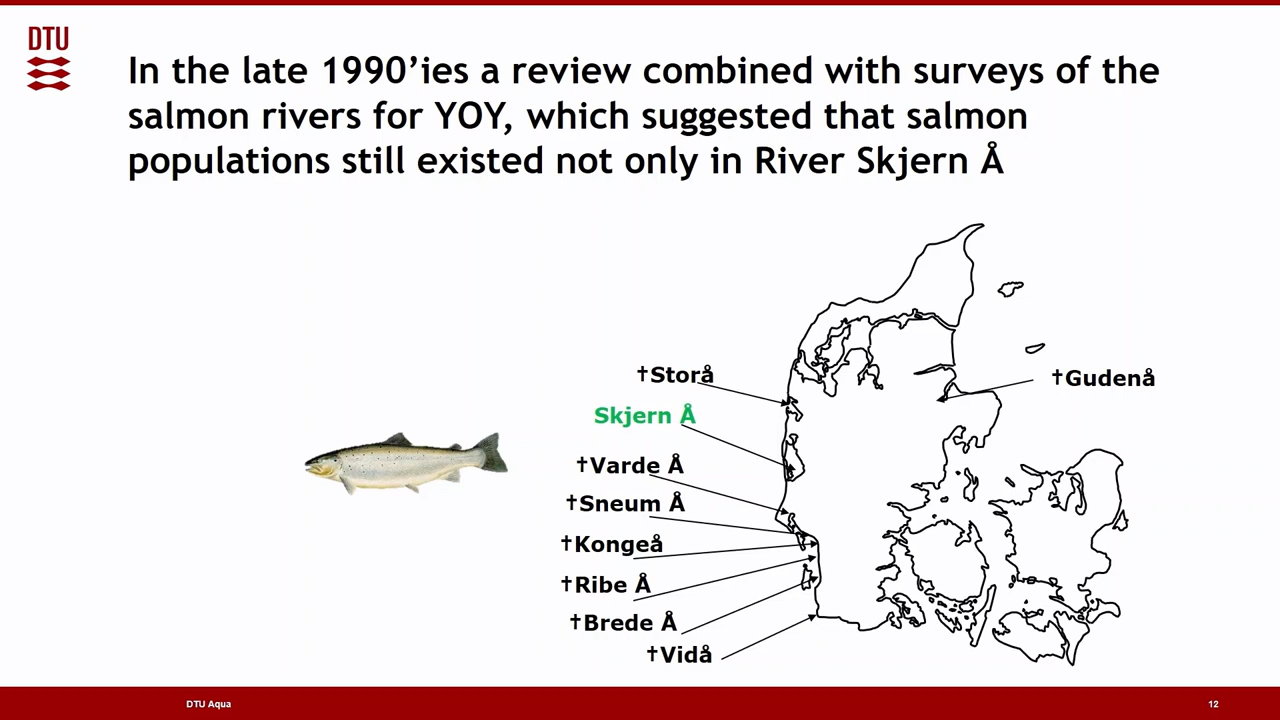 DTU
In the late 1990’ies a review combined with surveys of the
salmon rivers for YOY, which suggested that salmon
populations still existed not only in River Skjern Å
†Storå
†Gudenå
Skjern Å
†Varde Å
†Sneum Å
†Kongeå
†Ribe Å
†Brede Å
†Vidå
DTU Aqua
12